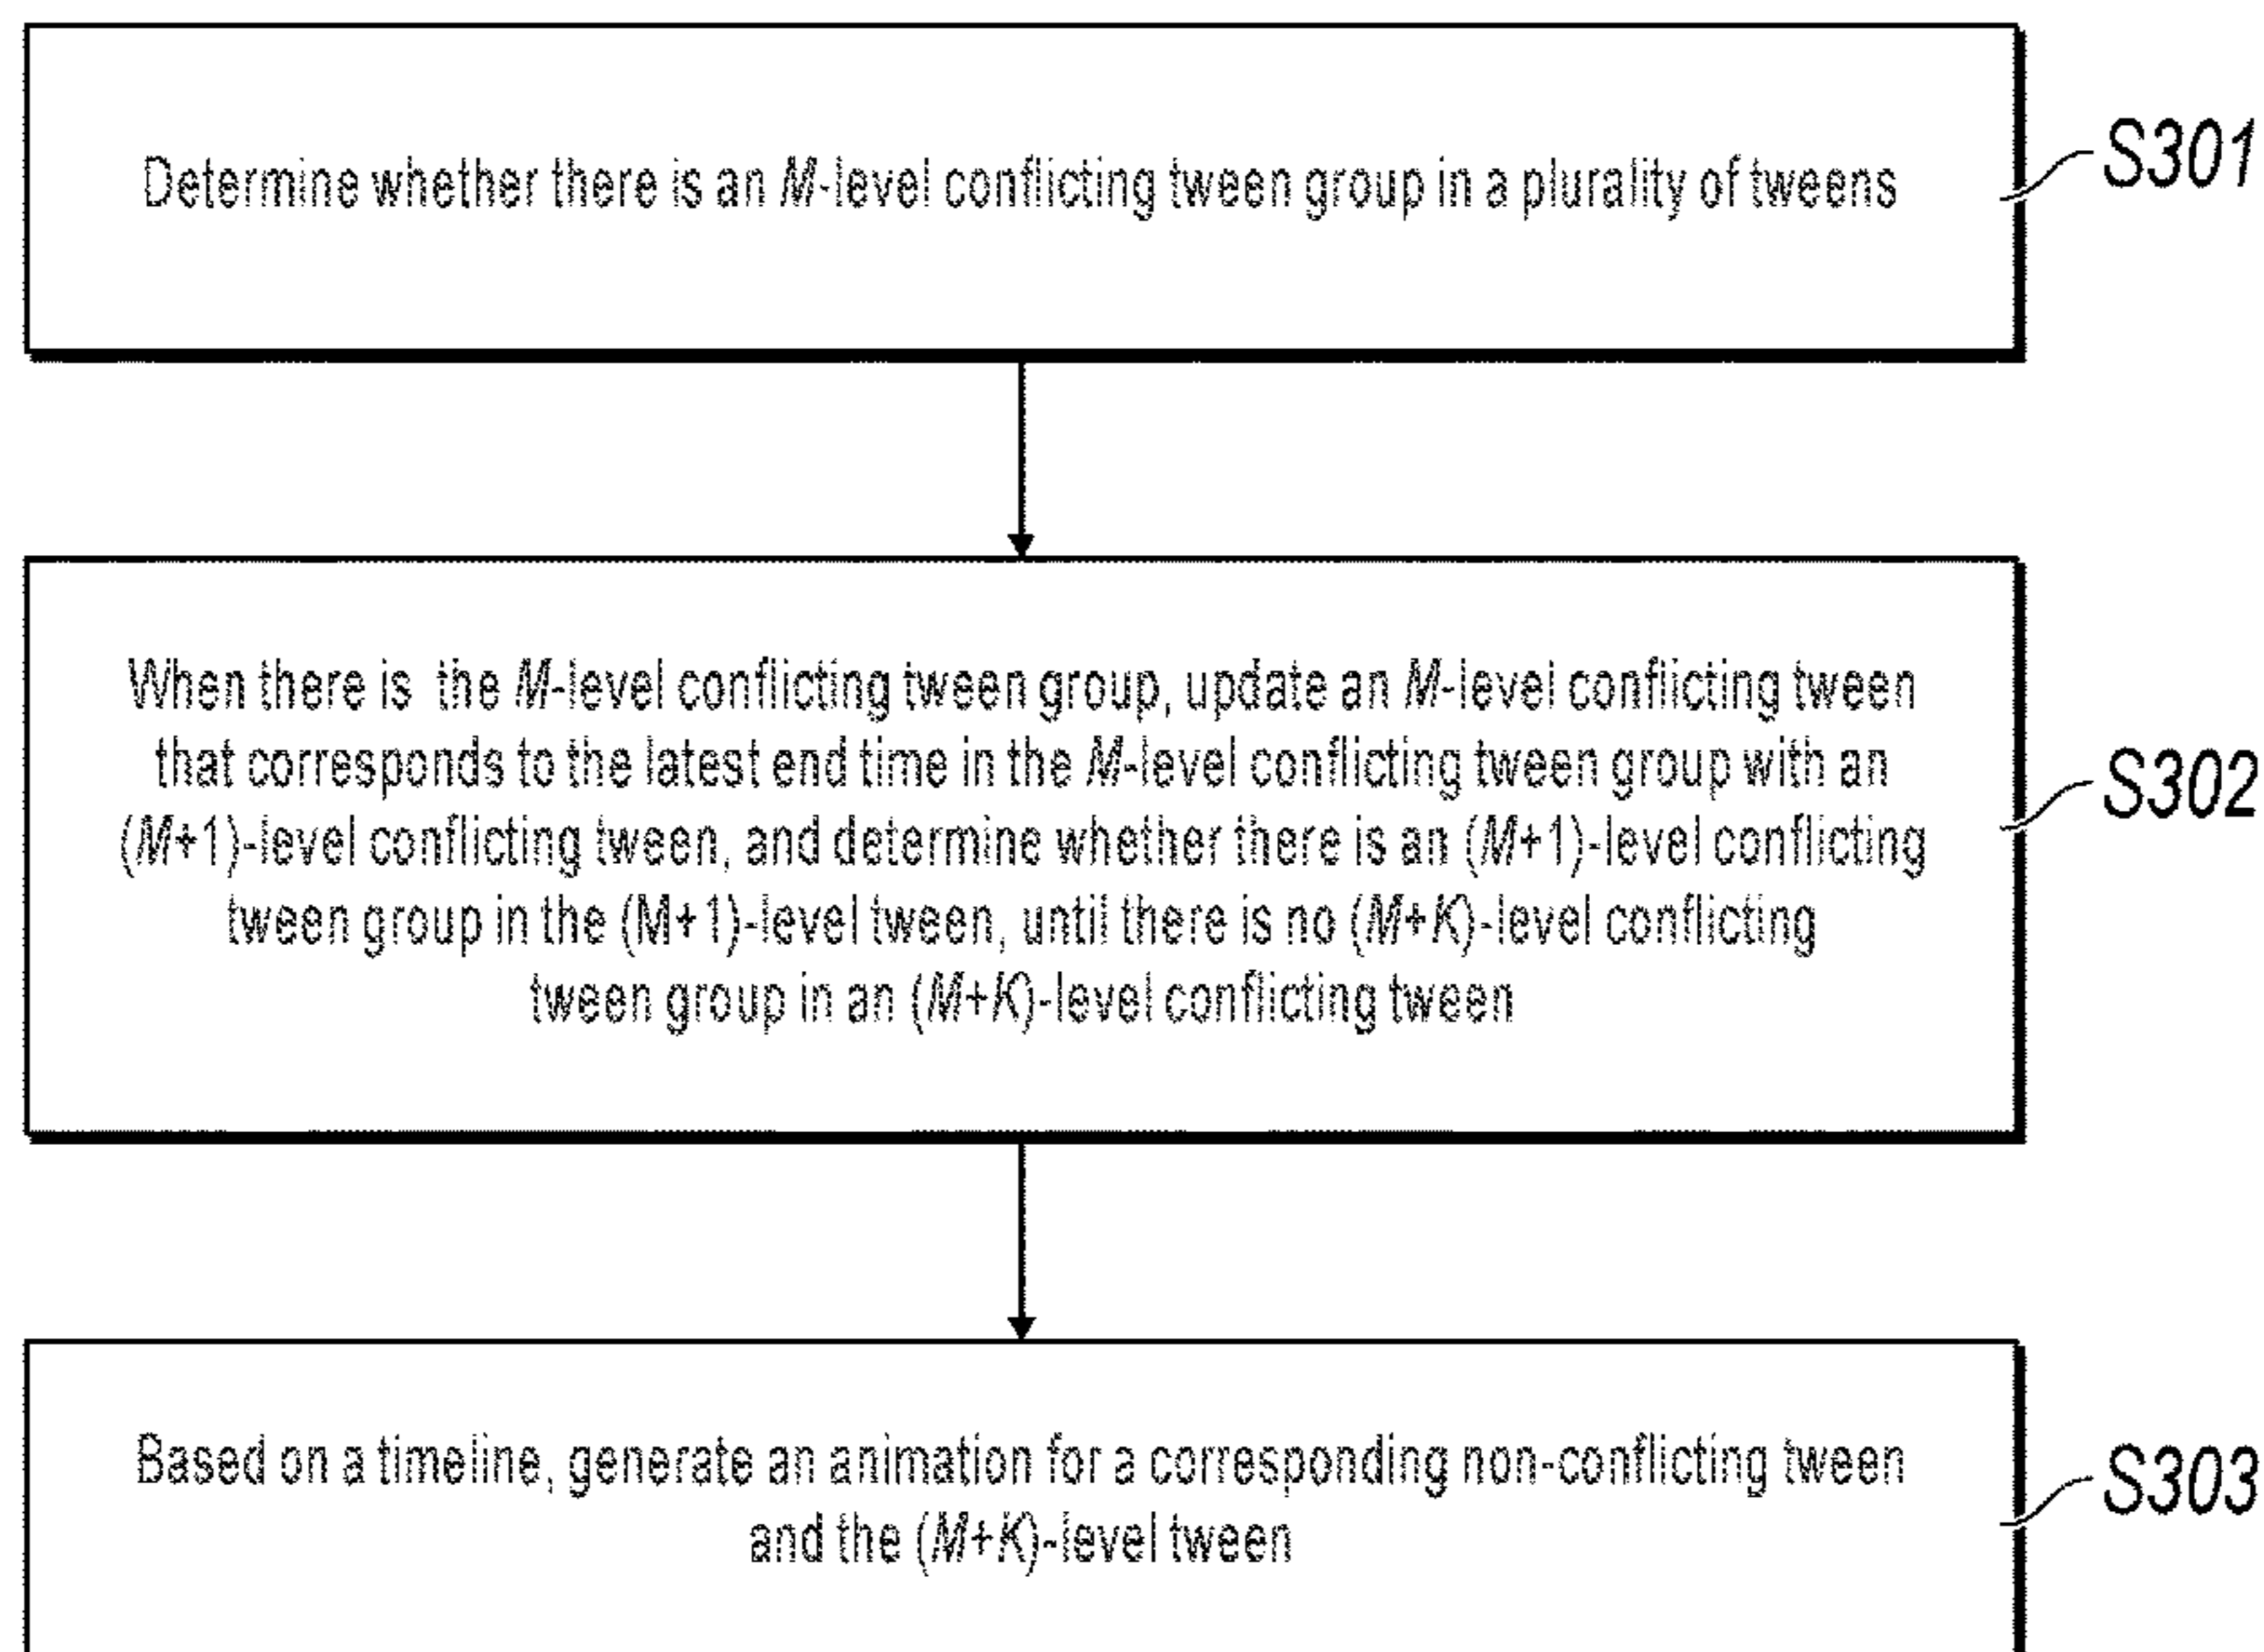 Determine whether there is an M-level conflicting tween group in a plurality of tweens
S301
When there is the M-level conflicting tween group, update an M-level conflicting tween
that corresponds to the latest end time in the M-level conflicting tween group with an
(M+1)-level conflicting tween, and determine whether there is an (M+1)-level conflicting
tween group in the (M+1)-level tween, until there is no (M+K)-level conflicting
tween group in an (M+K)-level conflicting tween
S302
Based on a timeline, generate an animation for a corresponding non-conflicting tween
and the (M+K)-level tween
S303